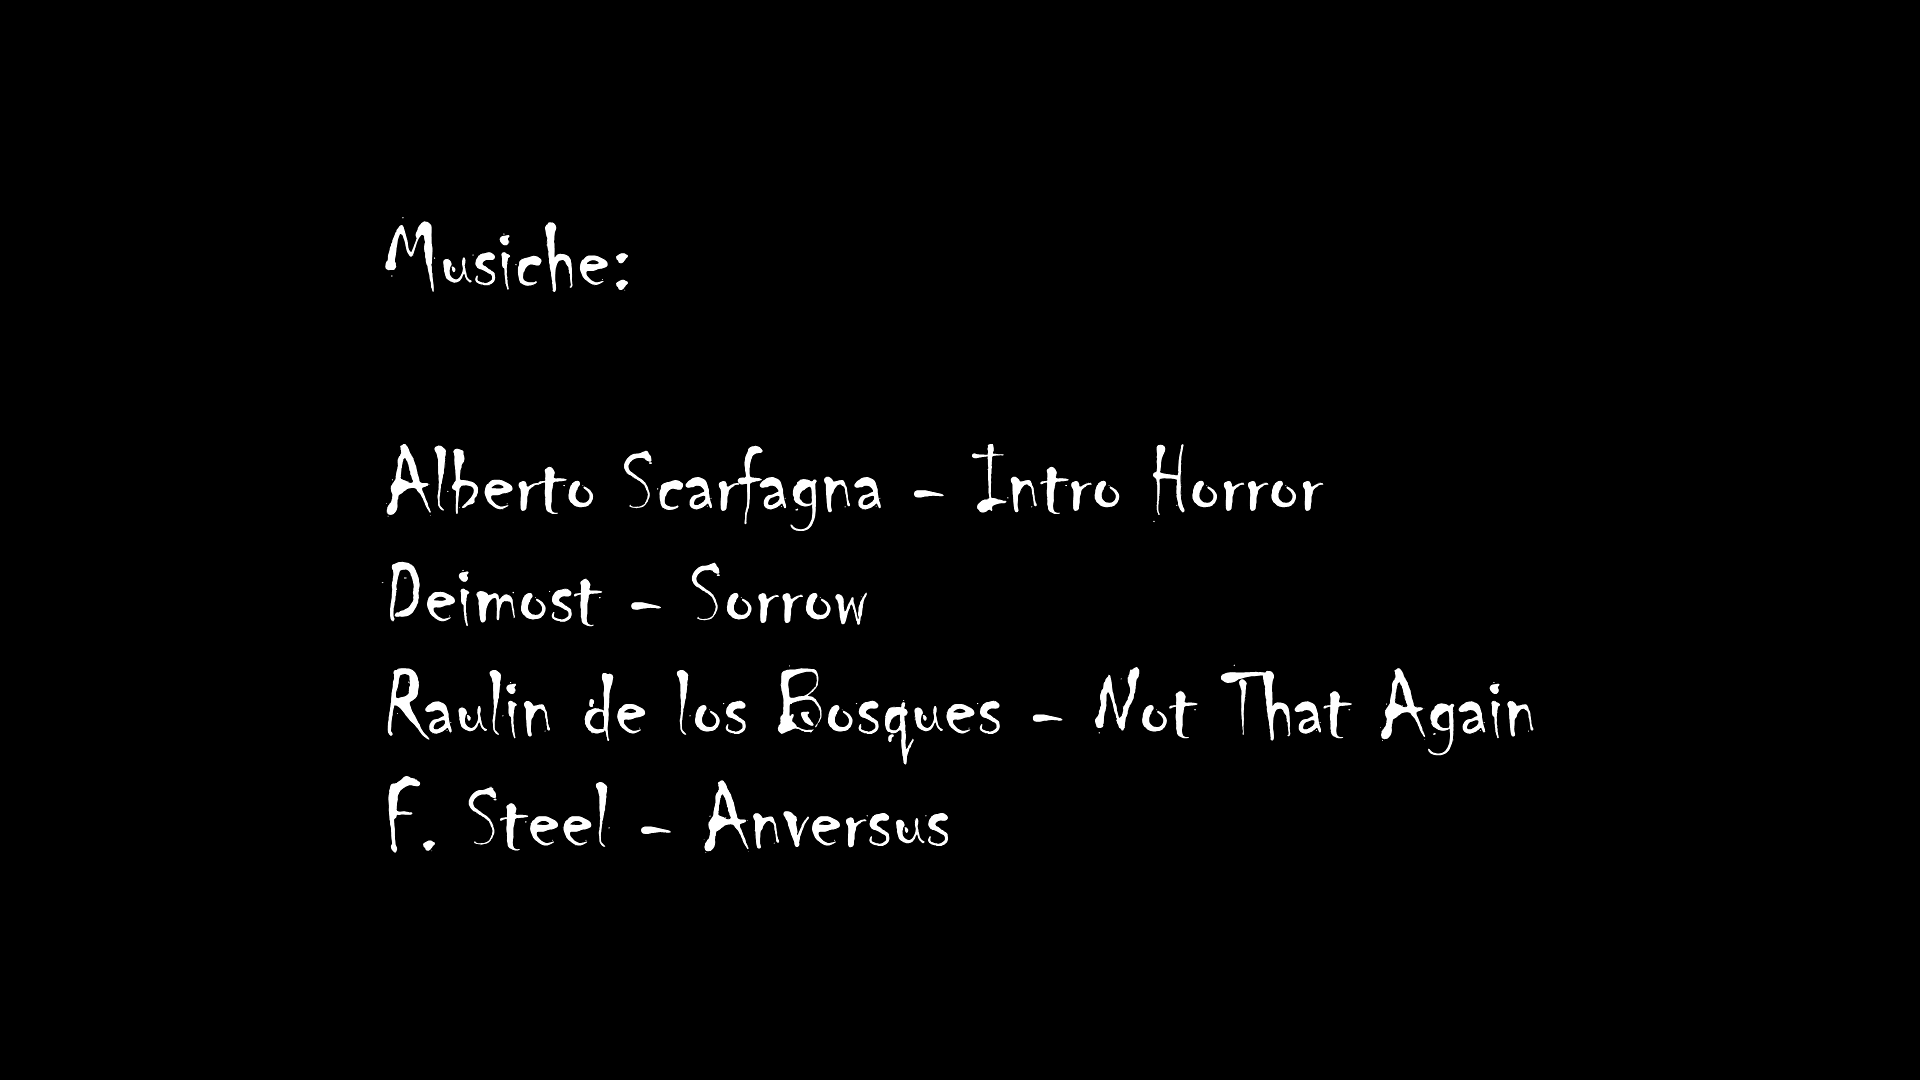 Musiche:
Alberto Scarfagna - Intro Horror
Deimost - Sorrow
Raulin de los Bosques - Not That Again
F. Steel - Anversus